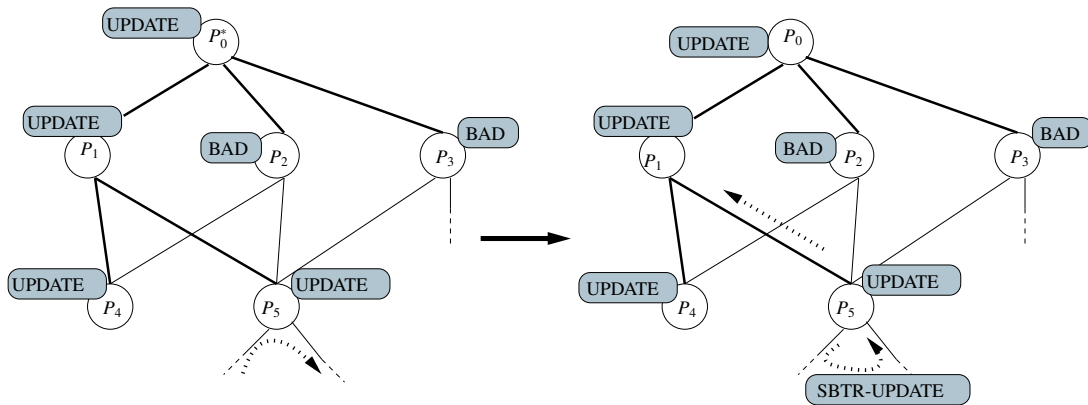 UPDATE P*0
UPDATE P1
BAD P2
P3 BAD
UPDATE P4
P5 UPDATE
UPDATE P0
UPDATE P1
BAD P2
P3 BAD
UPDATE P4
P5 UPDATE
SBTR-UPDATE